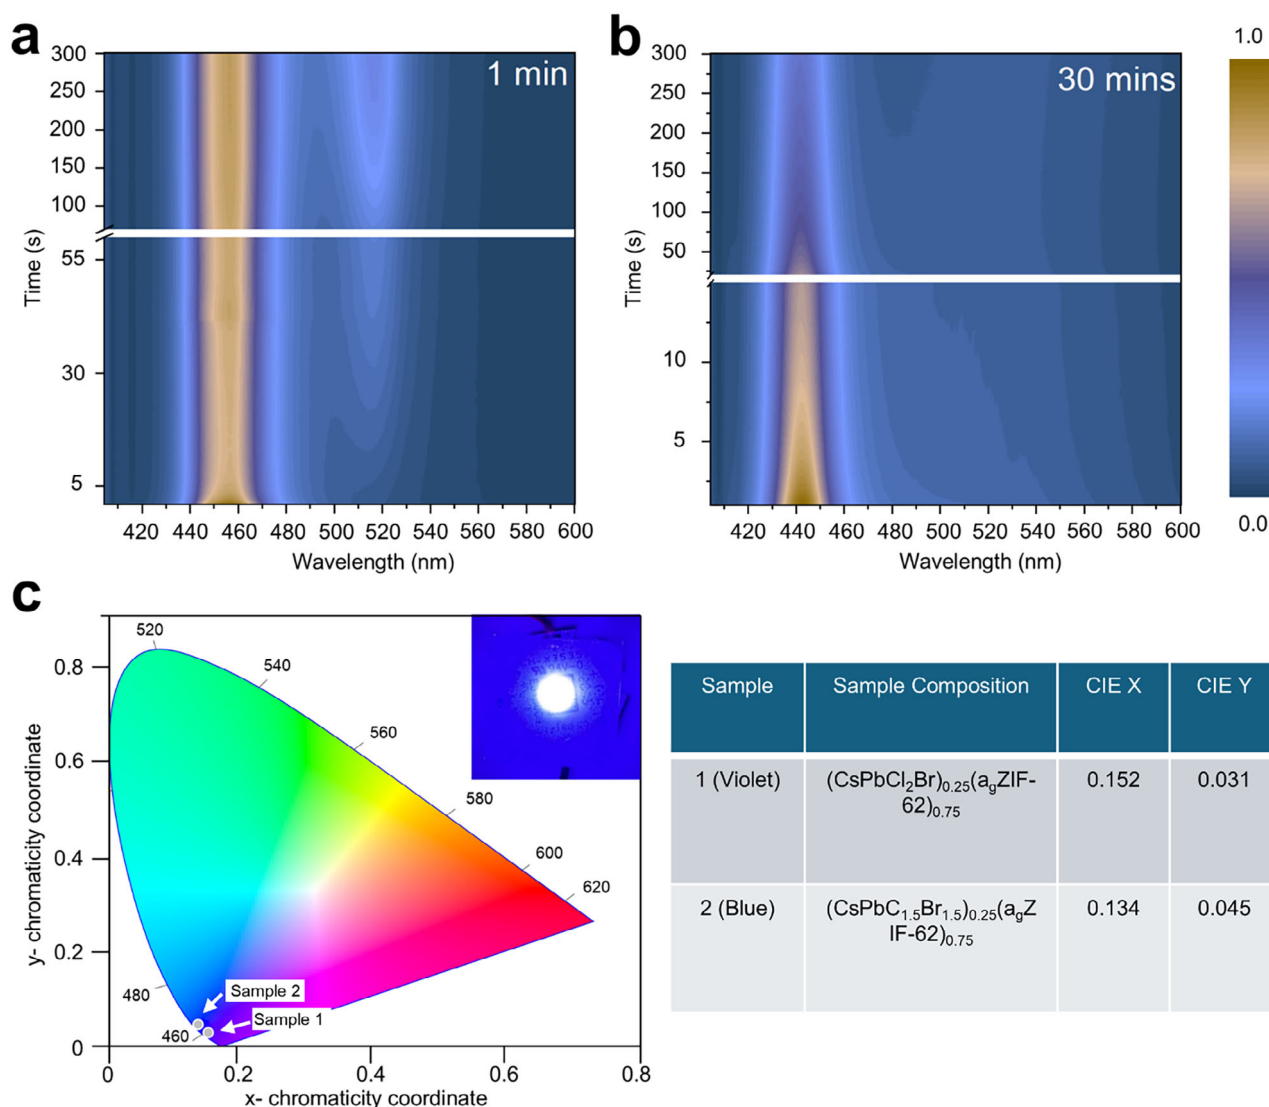 a
1 min
300
250
200
150
100
55
30
5
Time (s)
420 440 460 480 500 520 540 560 580 600
Wavelength (nm)
b
30 mins
300
250
200
150
100
50
10
5
Time (s)
420 440 460 480 500 520 540 560 580 600
Wavelength (nm)
1.0
0.0
c
520
540
560
580
600
620
480
460
Sample 2
Sample 1
0.8
0.6
0.4
0.2
0
y- chromaticity coordinate
0 0.2 0.4 0.6 0.8
x- chromaticity coordinate
Sample Sample Composition CIE X CIE Y
1 (Violet) (CsPbCl₂Br)₀.₂₅(a₉ZIF- 0.152 0.031
62)₀.₇₅
2 (Blue) (CsPbC₁.₅Br₁.₅)₀.₂₅(a₉Z 0.134 0.045
IF-62)₀.₇₅